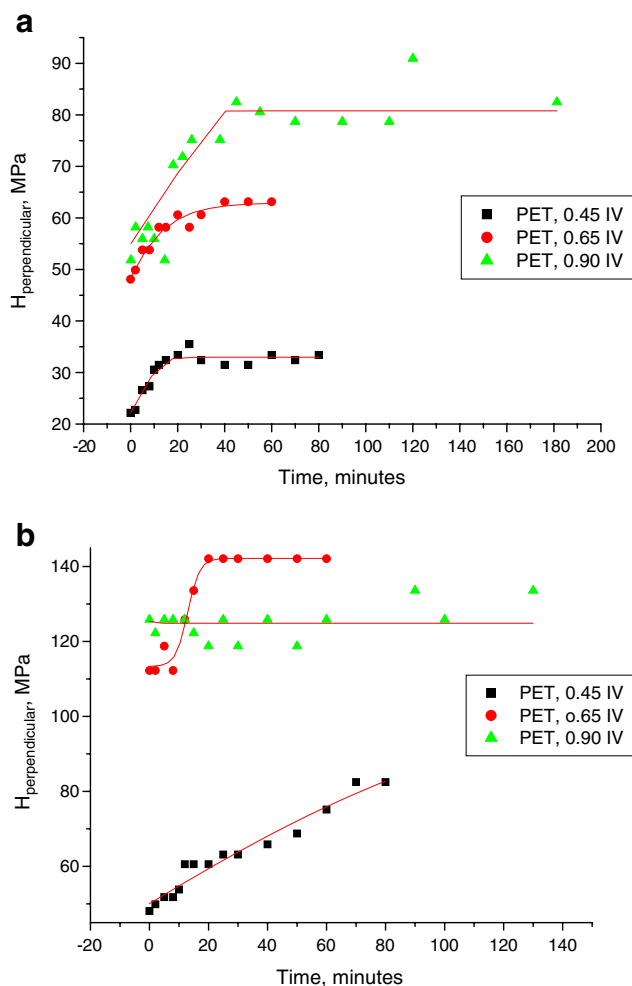 a
90
80
70
60
50
40
30
20
H perpendicular, MPa
-20 0 20 40 60 80 100 120 140 160 180 200
Time, minutes
PET, 0.45 IV
PET, 0.65 IV
PET, 0.90 IV
b
140
120
100
80
60
H perpendicular, MPa
-20 0 20 40 60 80 100 120 140
Time, minutes
PET, 0.45 IV
PET, o.65 IV
PET, 0.90 IV